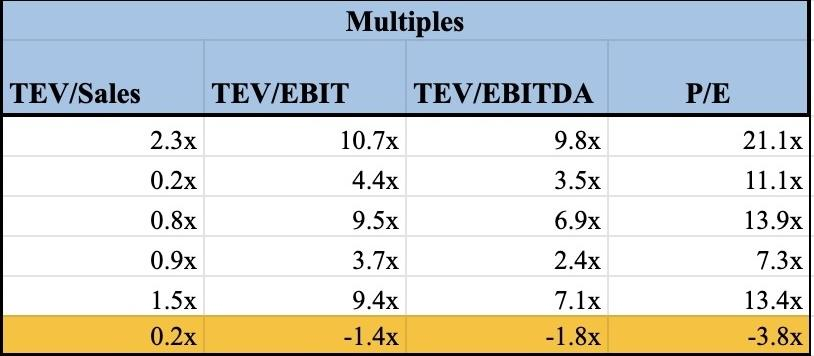 Multiples
TEV/Sales TEV/EBIT TEV/EBITDA P/E
2.3x 10.7x 9.8x 21.1x
0.2x 4.4x 3.5x 11.1x
0.8x 9.5x 6.9x 13.9x
0.9x 3.7x 2.4x 7.3x
1.5x 9.4x 7.1x 13.4x
0.2x -1.4x -1.8x -3.8x